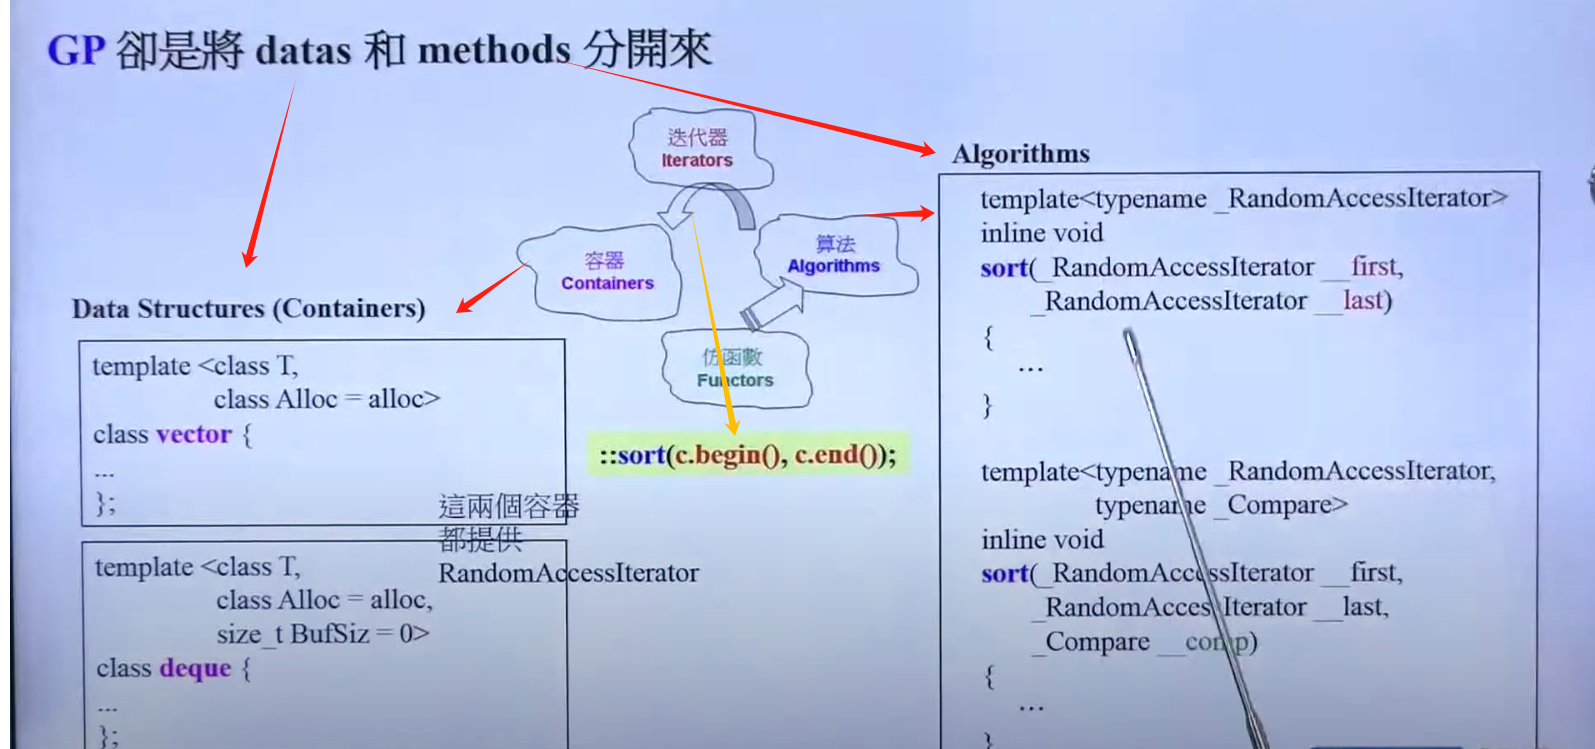 GP 卻是將 datas 和 methods 分開來
迭代器
Iterators
容器
Containers
算法
Algorithms
仿函數
Functors
::sort(c.begin(), c.end());
Data Structures (Containers)
template <class T,
class Alloc = alloc>
class vector {
...
};
這兩個容器
都提供
RandomAccessIterator
template <class T,
class Alloc = alloc,
size_t BufSiz = 0>
class deque {
...
};
Algorithms
template<typename _RandomAccessIterator>
inline void
sort(_RandomAccessIterator __first,
_RandomAccessIterator __last)
{
...
}
template<typename _RandomAccessIterator,
typename _Compare>
inline void
sort(_RandomAccessIterator __first,
_RandomAccessIterator __last,
_Compare __comp)
{
...
}